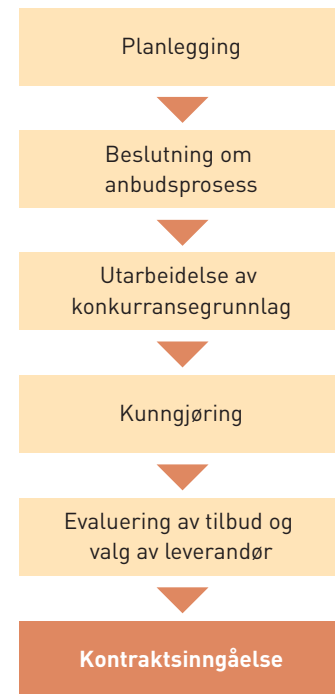 Planlegging
Beslutning om
anbudsprosess
Utarbeidelse av
konkurransegrunnlag
Kunngjøring
Evaluering av tilbud og
valg av leverandør
Kontraktsinngåelse